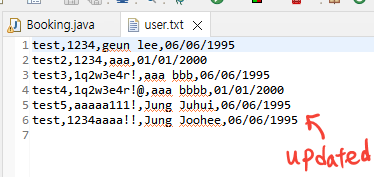 Booking.java
user.txt
1 test,1234,geun lee,06/06/1995
2 test2,1234,aaa,01/01/2000
3 test3,1q2w3e4r!,aaa bbb,06/06/1995
4 test4,1q2w3e4r!@,aaa bbbb,01/01/2000
5 test5,aaaaa111!,Jung Juhui,06/06/1995
6 test,1234aaaa!!,Jung Joohee,06/06/1995
7
updated